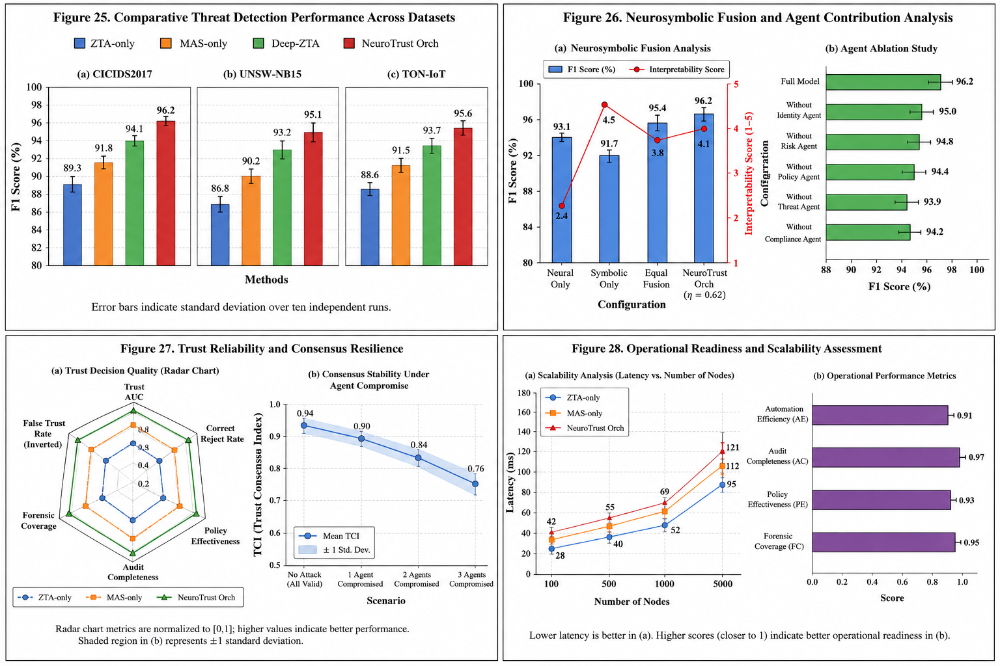 Figure 25. Comparative Threat Detection Performance Across Datasets
ZTA-only MAS-only Deep-ZTA NeuroTrust Orch
(a) CICIDS2017
(b) UNSW-NB15
(c) TON-IoT
F1 Score (%)
100
98
96
94
92
90
88
86
84
82
80
89.3
91.8
94.1
96.2
86.8
90.2
93.2
95.1
88.6
91.5
93.7
95.6
Methods
Error bars indicate standard deviation over ten independent runs.
Figure 26. Neurosymbolic Fusion and Agent Contribution Analysis
(a) Neurosymbolic Fusion Analysis
F1 Score (%) Interpretability Score
F1 Score (%)
100
96
92
88
84
80
93.1
91.7
95.4
96.2
2.4
4.5
3.8
4.1
5
4
3
2
1
Interpretability Score (1–5)
Neural
Only
Symbolic
Only
Equal
Fusion
NeuroTrust
Orch
(η = 0.62)
Configuration
(b) Agent Ablation Study
Full Model
96.2
Without
Identity Agent
95.0
Without
Risk Agent
94.8
Without
Policy Agent
94.4
Without
Threat Agent
93.9
Without
Compliance Agent
94.2
88 90 92 94 96 98 100
F1 Score (%)
Figure 27. Trust Reliability and Consensus Resilience
(a) Trust Decision Quality (Radar Chart)
Trust
AUC
Correct
Reject Rate
Policy
Effectiveness
Audit
Completeness
Forensic
Coverage
False Trust
Rate
(Inverted)
0.8
0.8
0.4
0.2
ZTA-only MAS-only NeuroTrust Orch
(b) Consensus Stability Under
Agent Compromise
TCI (Trust Consensss Index)
1.0
0.9
0.8
0.7
0.6
0.5
0.94
0.90
0.84
0.76
Mean TCI
± 1 Std. Dev.
No Attack
(All Valid)
1 Agent
Compromised
2 Agents
Compromised
3 Agents
Compromised
Scenario
Radar chart metrics are normalized to [0,1]; higher values indicate better performance.
Shaded region in (b) represents ±1 standard deviation.
Figure 28. Operational Readiness and Scalability Assessment
(a) Scalability Analysis (Latency vs. Number of Nodes)
ZTA-only
MAS-only
NeuroTrust Orch
Latency (ms)
180
160
140
120
100
80
60
40
20
0
42
55
69
121
112
95
28
40
52
100 500 1000 5000
Number of Nodes
(b) Operational Performance Metrics
Automation
Efficiency (AE)
0.91
Audit
Completeness (AC)
0.97
Policy
Effectiveness (PE)
0.93
Forensic
Coverage (FC)
0.95
0.0 0.2 0.4 0.6 0.8 1.0
Score
Lower latency is better in (a). Higher scores (closer to 1) indicate better operational readiness in (b).